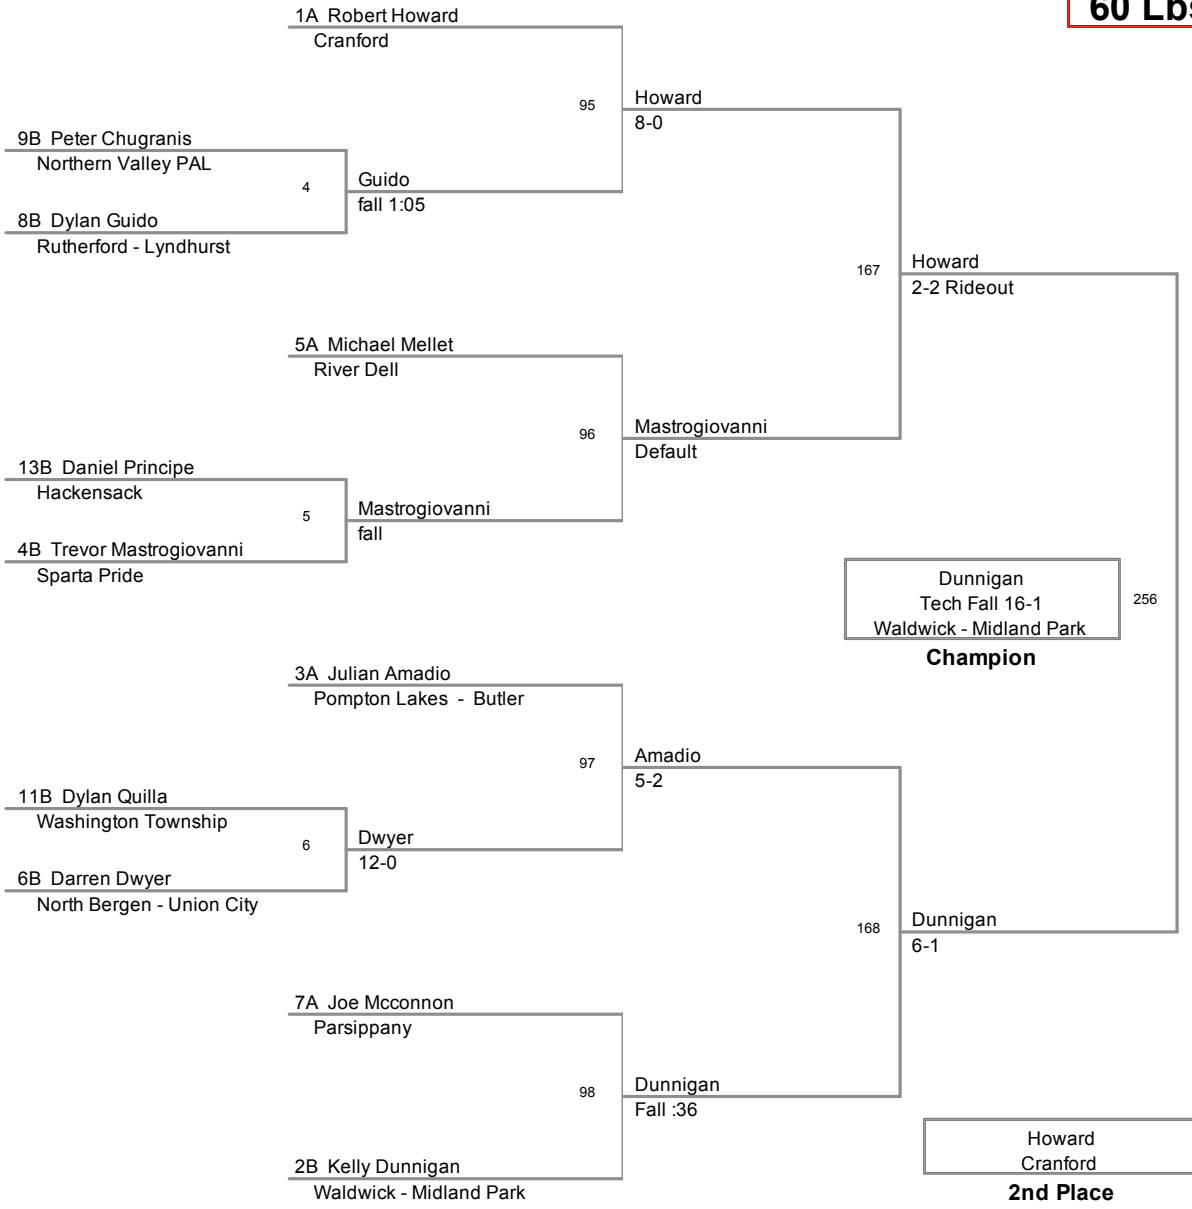 60 Lbs
1A Robert Howard
Cranford
95
Howard
8-0
9B Peter Chugranis
Northern Valley PAL
4
Guido
fall 1:05
8B Dylan Guido
Rutherford - Lyndhurst
167
Howard
2-2 Rideout
5A Michael Mellet
River Dell
96
Mastrogiovanni
Default
13B Daniel Principe
Hackensack
5
Mastrogiovanni
fall
4B Trevor Mastrogiovanni
Sparta Pride
Dunnigan
Tech Fall 16-1
Waldwick - Midland Park
256
Champion
3A Julian Amadio
Pompton Lakes - Butler
97
Amadio
5-2
11B Dylan Quilla
Washington Township
6
Dwyer
12-0
6B Darren Dwyer
North Bergen - Union City
168
Dunnigan
6-1
7A Joe Mcconnon
Parsippany
98
Dunnigan
Fall :36
2B Kelly Dunnigan
Waldwick - Midland Park
Howard
Cranford
2nd Place